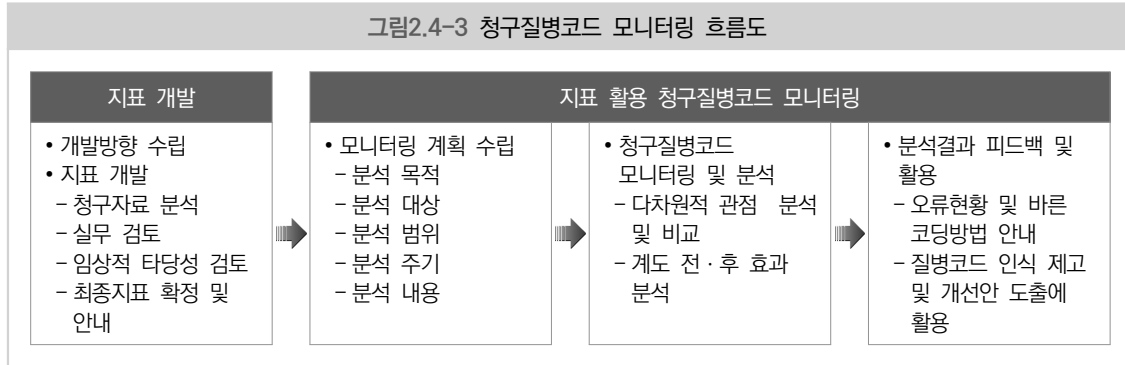 그림2.4-3 청구질병코드 모니터링 흐름도
지표 개발
• 개발방향 수립
• 지표 개발
- 청구자료 분석
- 실무 검토
- 임상적 타당성 검토
- 최종지표 확정 및
안내
지표 활용 청구질병코드 모니터링
• 모니터링 계획 수립
- 분석 목적
- 분석 대상
- 분석 범위
- 분석 주기
- 분석 내용
• 청구질병코드
모니터링 및 분석
- 다차원적 관점 분석
및 비교
- 계도 전·후 효과
분석
• 분석결과 피드백 및
활용
- 오류현황 및 바른
코딩방법 안내
- 질병코드 인식 제고
및 개선안 도출에
활용